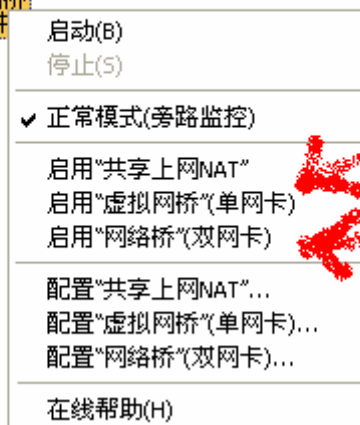 启动(B)
停止(S)
正常模式(旁路监控)
启用"共享上网NAT"
启用"虚拟网桥"(单网卡)
启用"网络桥"(双网卡)
配置"共享上网NAT"...
配置"虚拟网桥"(单网卡)...
配置"网络桥"(双网卡)...
在线帮助(H)